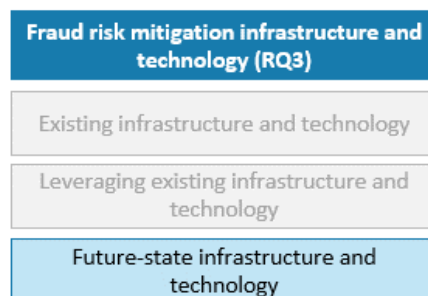 Fraud risk mitigation infrastructure and
technology (RQ3)
Existing infrastructure and technology
Leveraging existing infrastructure and
technology
Future-state infrastructure and
technology